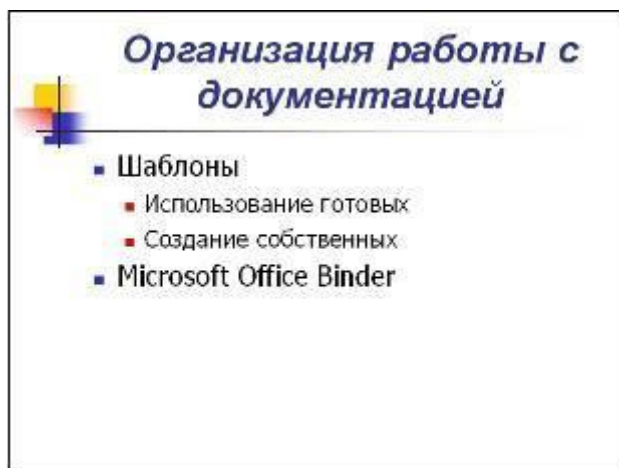 Организация работы с
документацией
Шаблоны
Использование готовых
Создание собственных
Microsoft Office Binder